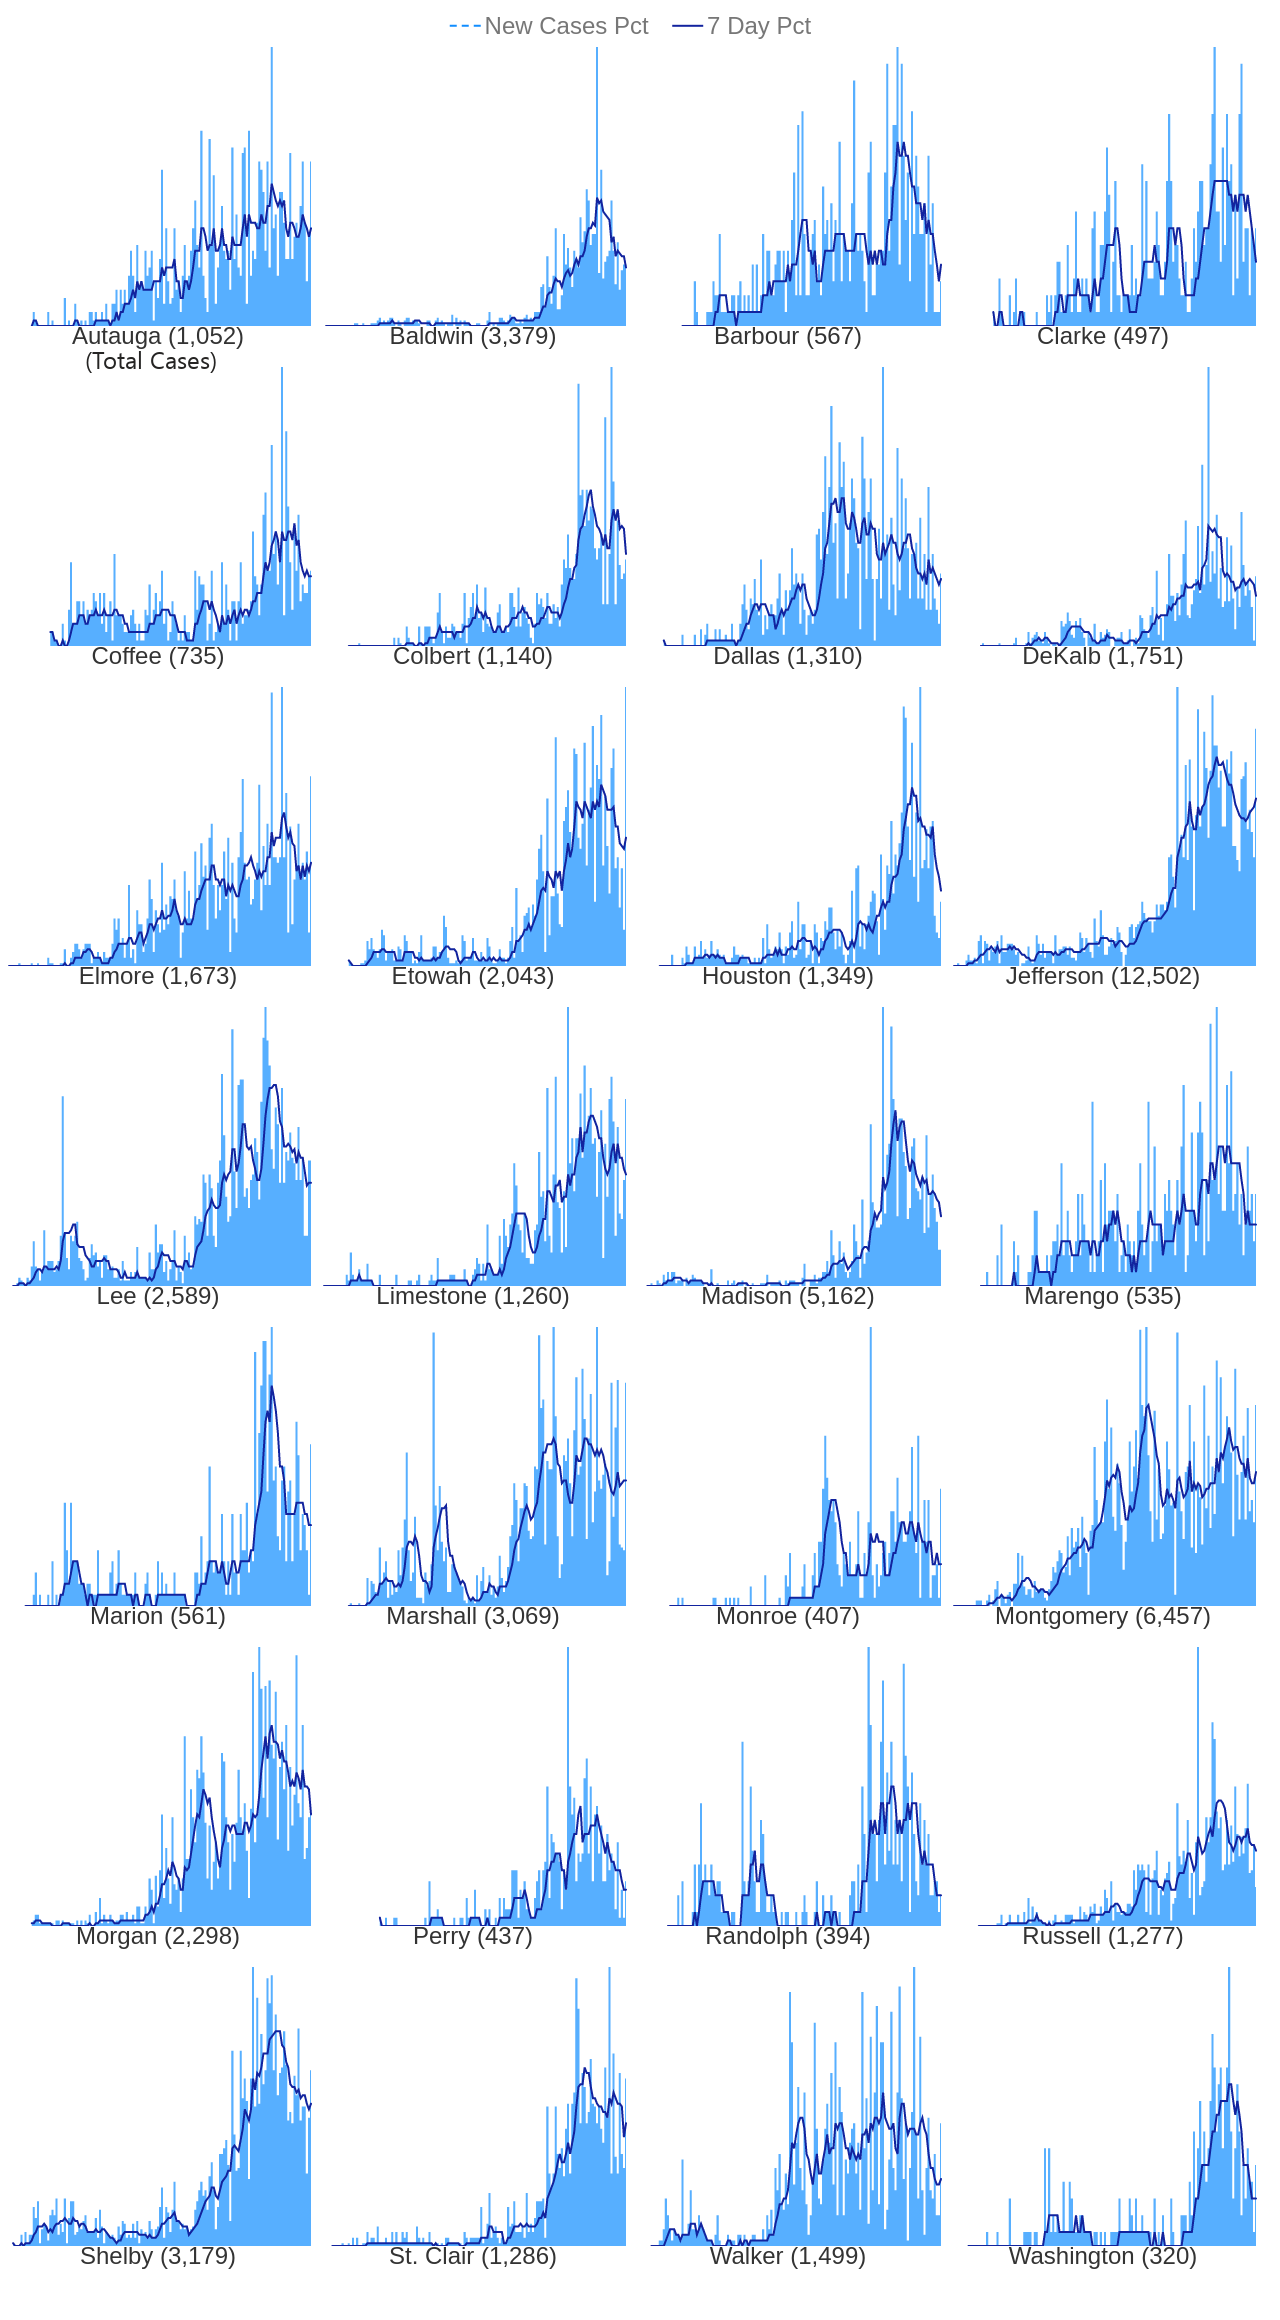 New Cases Pct 7 Day Pct
Autauga (1,052) Baldwin (3,379) Barbour (567) Clarke (497)
(Total Cases)
Coffee (735) Colbert (1,140) Dallas (1,310) DeKalb (1,751)
Elmore (1,673) Etowah (2,043) Houston (1,349) Jefferson (12,502)
Lee (2,589) Limestone (1,260) Madison (5,162) Marengo (535)
Marion (561) Marshall (3,069) Monroe (407) Montgomery (6,457)
Morgan (2,298) Perry (437) Randolph (394) Russell (1,277)
Shelby (3,179) St. Clair (1,286) Walker (1,499) Washington (320)